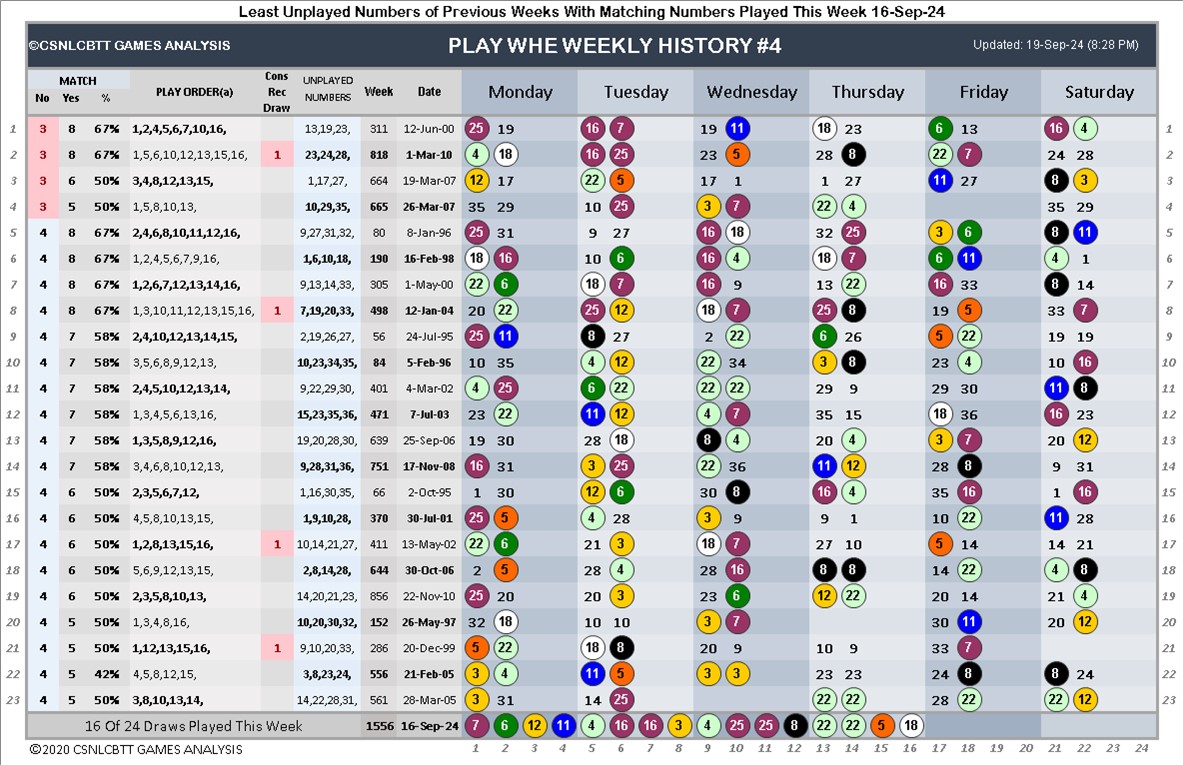 Least Unplayed Numbers of Previous Weeks With Matching Numbers Played This Week 16-Sep-24
©CSNLCBTT GAMES ANALYSIS PLAY WHE WEEKLY HISTORY #4 Updated: 19-Sep-24 (8:28 PM)
MATCH PLAY ORDER(a) Cons Rec Draw UNPLAYED NUMBERS Week Date Monday Tuesday Wednesday Thursday Friday Saturday
No Yes %
1 3 8 67% 1,2,4,5,6,7,10,16, 13,19,23, 311 12-Jun-00 25 19 16 7 19 11 18 23 6 13 16 4 1
2 3 8 67% 1,5,6,10,12,13,15,16, 1 23,24,28, 818 1-Mar-10 4 18 16 25 23 5 28 8 22 7 24 28 2
3 3 6 50% 3,4,8,12,13,15, 1,17,27, 664 19-Mar-07 12 17 22 5 17 1 1 27 11 27 8 3 3
4 3 5 50% 1,5,8,10,13, 10,29,35, 665 26-Mar-07 35 29 10 25 3 7 22 4 35 29 4
5 4 8 67% 2,4,6,8,10,11,12,16, 9,27,31,32, 80 8-Jan-96 25 31 9 27 16 18 32 25 3 6 8 11 5
6 4 8 67% 1,2,4,5,6,7,9,16, 1,6,10,18, 190 16-Feb-98 18 16 10 6 16 4 18 7 6 11 4 1 6
7 4 8 67% 1,2,6,7,12,13,14,16, 9,13,14,33, 305 1-May-00 22 6 18 7 16 9 13 22 16 33 8 14 7
8 4 8 67% 1,3,10,11,12,13,15,16, 1 7,19,20,33, 498 12-Jan-04 20 22 25 12 18 7 25 8 19 5 33 7 8
9 4 7 58% 2,4,10,12,13,14,15, 2,19,26,27, 56 24-Jul-95 25 11 8 27 2 22 6 26 5 22 19 19 9
10 4 7 58% 3,5,6,8,9,12,13, 10,23,34,35, 84 5-Feb-96 10 35 4 12 22 34 3 8 23 4 10 16 10
11 4 7 58% 2,4,5,10,12,13,14, 9,22,29,30, 401 4-Mar-02 4 25 6 22 22 22 29 9 29 30 11 8 11
12 4 7 58% 1,3,4,5,6,13,16, 15,23,35,36, 471 7-Jul-03 23 22 11 12 4 7 35 15 18 36 16 23 12
13 4 7 58% 1,3,5,8,9,12,16, 19,20,28,30, 639 25-Sep-06 19 30 28 18 8 4 20 4 3 7 20 12 13
14 4 7 58% 3,4,6,8,10,12,13, 9,28,31,36, 751 17-Nov-08 16 31 3 25 22 36 11 12 28 8 9 31 14
15 4 6 50% 2,3,5,6,7,12, 1,16,30,35, 66 2-Oct-95 1 30 12 6 30 8 16 4 35 16 1 16 15
16 4 6 50% 4,5,8,10,13,15, 1,9,10,28, 370 30-Jul-01 25 5 4 28 3 9 9 1 10 22 11 28 16
17 4 6 50% 1,2,8,13,15,16, 1 10,14,21,27, 411 13-May-02 22 6 21 3 18 7 27 10 5 14 14 21 17
18 4 6 50% 5,6,9,12,13,15, 2,8,14,28, 644 30-Oct-06 2 5 28 4 28 16 8 8 14 22 4 8 18
19 4 6 50% 2,3,5,8,10,13, 14,20,21,23, 856 22-Nov-10 25 20 20 3 23 6 12 22 20 14 21 4 19
20 4 5 50% 1,3,4,8,16, 10,20,30,32, 152 26-May-97 32 18 10 10 3 7 30 11 20 12 20
21 4 5 50% 1,12,13,15,16, 1 9,10,20,33, 286 20-Dec-99 5 22 18 8 20 9 10 9 33 7 21
22 4 5 42% 4,5,8,12,15, 3,8,23,24, 556 21-Feb-05 3 4 11 5 3 3 23 23 24 8 8 24 22
23 4 5 50% 3,8,10,13,14, 14,22,28,31, 561 28-Mar-05 3 31 14 25 22 22 28 22 22 12 23
16 Of 24 Draws Played This Week 1556 16-Sep-24 7 6 12 11 4 16 16 3 4 25 25 8 22 22 5 18
©2020 CSNLCBTT GAMES ANALYSIS 1 2 3 4 5 6 7 8 9 10 11 12 13 14 15 16 17 18 19 20 21 22 23 24